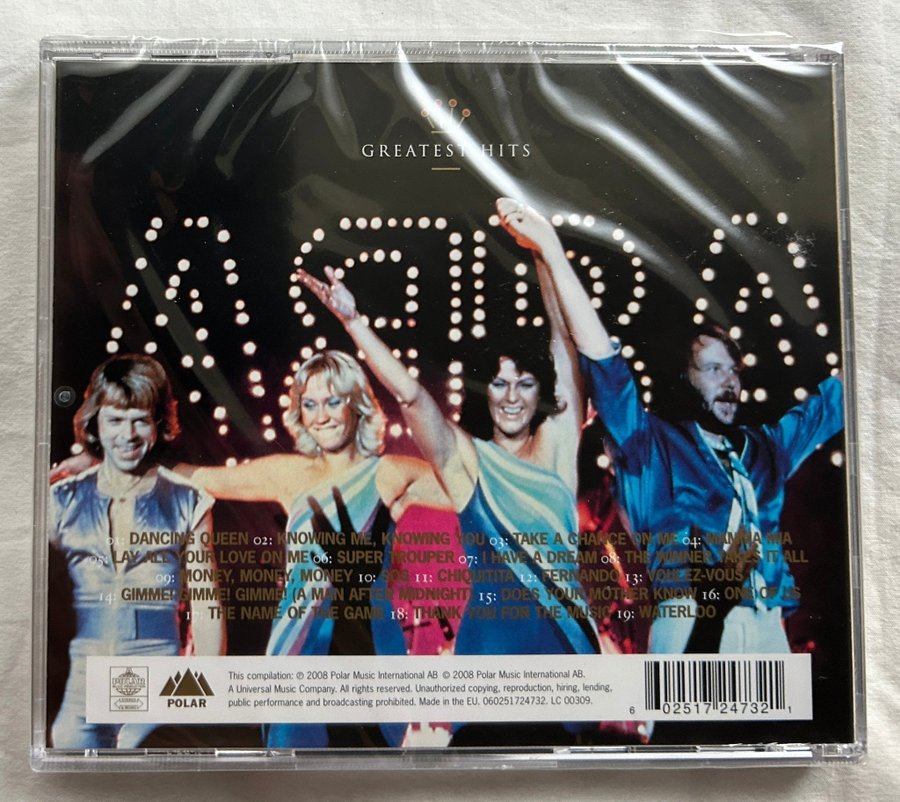 GREATEST HITS
ABBA
01: DANCING QUEEN 02: KNOWING ME, KNOWING YOU 03: TAKE A CHANCE ON ME 04: MAMMA MIA
05: LAY ALL YOUR LOVE ON ME 06: SUPER TROUPER 07: I HAVE A DREAM 08: THE WINNER TAKES IT ALL
09: MONEY, MONEY, MONEY 10: SOS 11: CHIQUITITA 12: FERNANDO 13: VOULEZ-VOUS
14: GIMME! GIMME! GIMME! (A MAN AFTER MIDNIGHT) 15: DOES YOUR MOTHER KNOW 16: ONE OF US
17: THE NAME OF THE GAME 18: THANK YOU FOR THE MUSIC 19: WATERLOO
POLAR
This compilation: ℗ 2008 Polar Music International AB © 2008 Polar Music International AB.
A Universal Music Company. All rights reserved. Unauthorized copying, reproduction, hiring, lending,
public performance and broadcasting prohibited. Made in the EU. 060251724732. LC 00309.
6 02517 24732 1